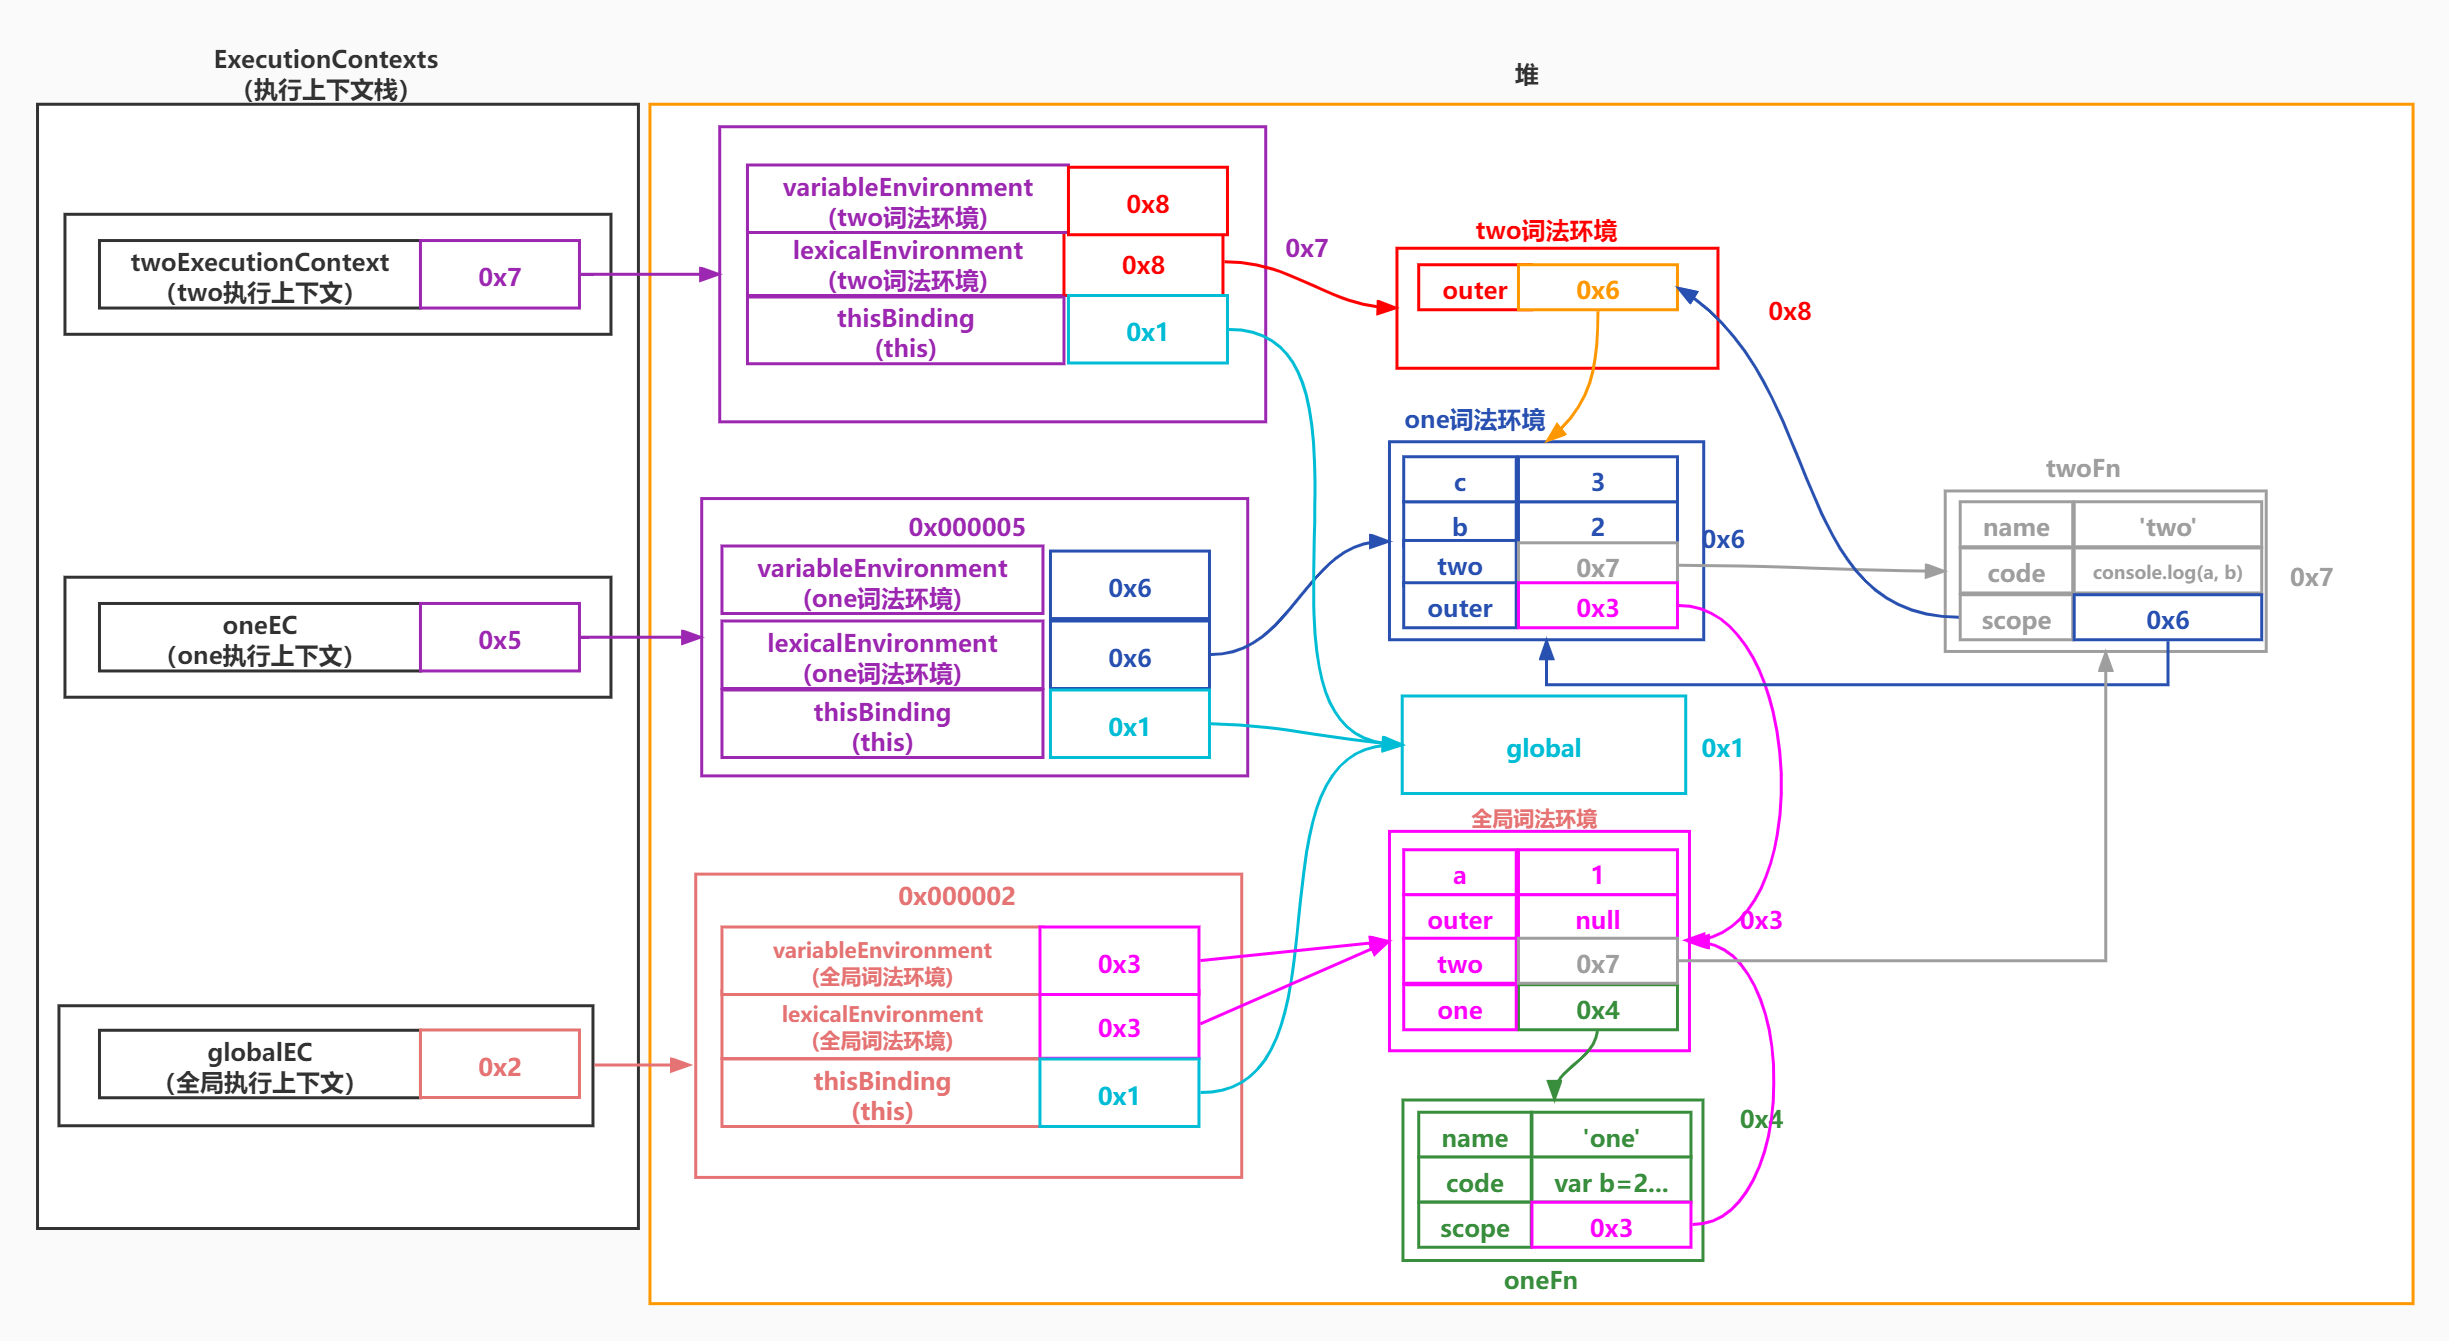 ExecutionContexts
（执行上下文栈）
堆
twoExecutionContext
（two执行上下文）
0x7
variableEnvironment
(two词法环境)
0x8
lexicalEnvironment
(two词法环境)
0x8
thisBinding
(this)
0x1
0x7
two词法环境
outer
0x6
0x8
oneEC
（one执行上下文）
0x5
0x000005
variableEnvironment
(one词法环境)
0x6
lexicalEnvironment
(one词法环境)
0x6
thisBinding
(this)
0x1
one词法环境
c
3
b
2
two
0x7
outer
0x3
0x6
twoFn
name
'two'
code
console.log(a, b)
scope
0x6
0x7
global
0x1
globalEC
（全局执行上下文）
0x2
0x000002
variableEnvironment
(全局词法环境)
0x3
lexicalEnvironment
(全局词法环境)
0x3
thisBinding
(this)
0x1
全局词法环境
a
1
outer
null
two
0x7
one
0x4
0x3
name
'one'
code
var b=2...
scope
0x3
0x4
oneFn